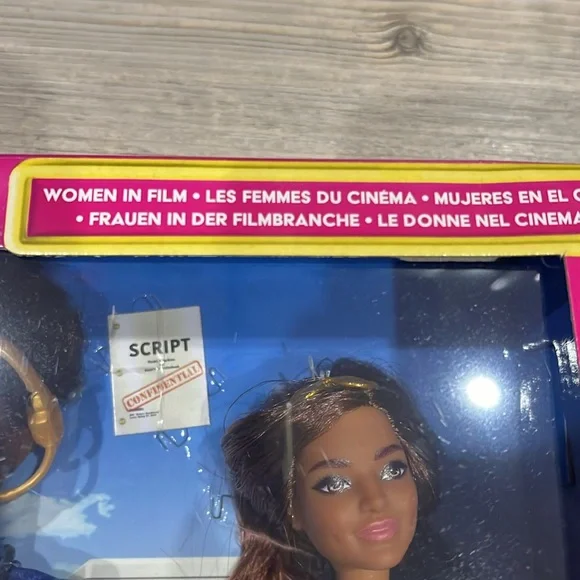 WOMEN IN FILM • LES FEMMES DU CINÉMA • MUJERES EN EL
• FRAUEN IN DER FILMBRANCHE • LE DONNE NEL CINEMA
SCRIPT
CONFIDENTIAL